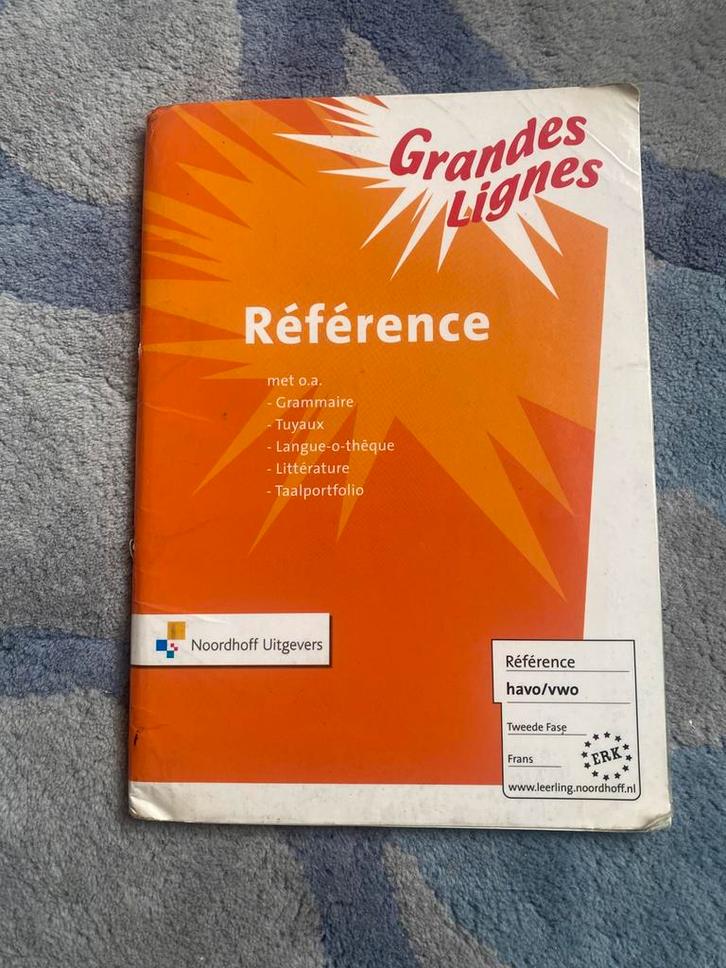 Grandes
Lignes
Référence
met o.a.
- Grammaire
- Tuyaux
- Langue-o-thèque
- Littérature
- Taalportfolio
Noordhoff Uitgevers
Référence
havo/vwo
Tweede Fase
Frans
ERK
www.leerling.noordhoff.nl